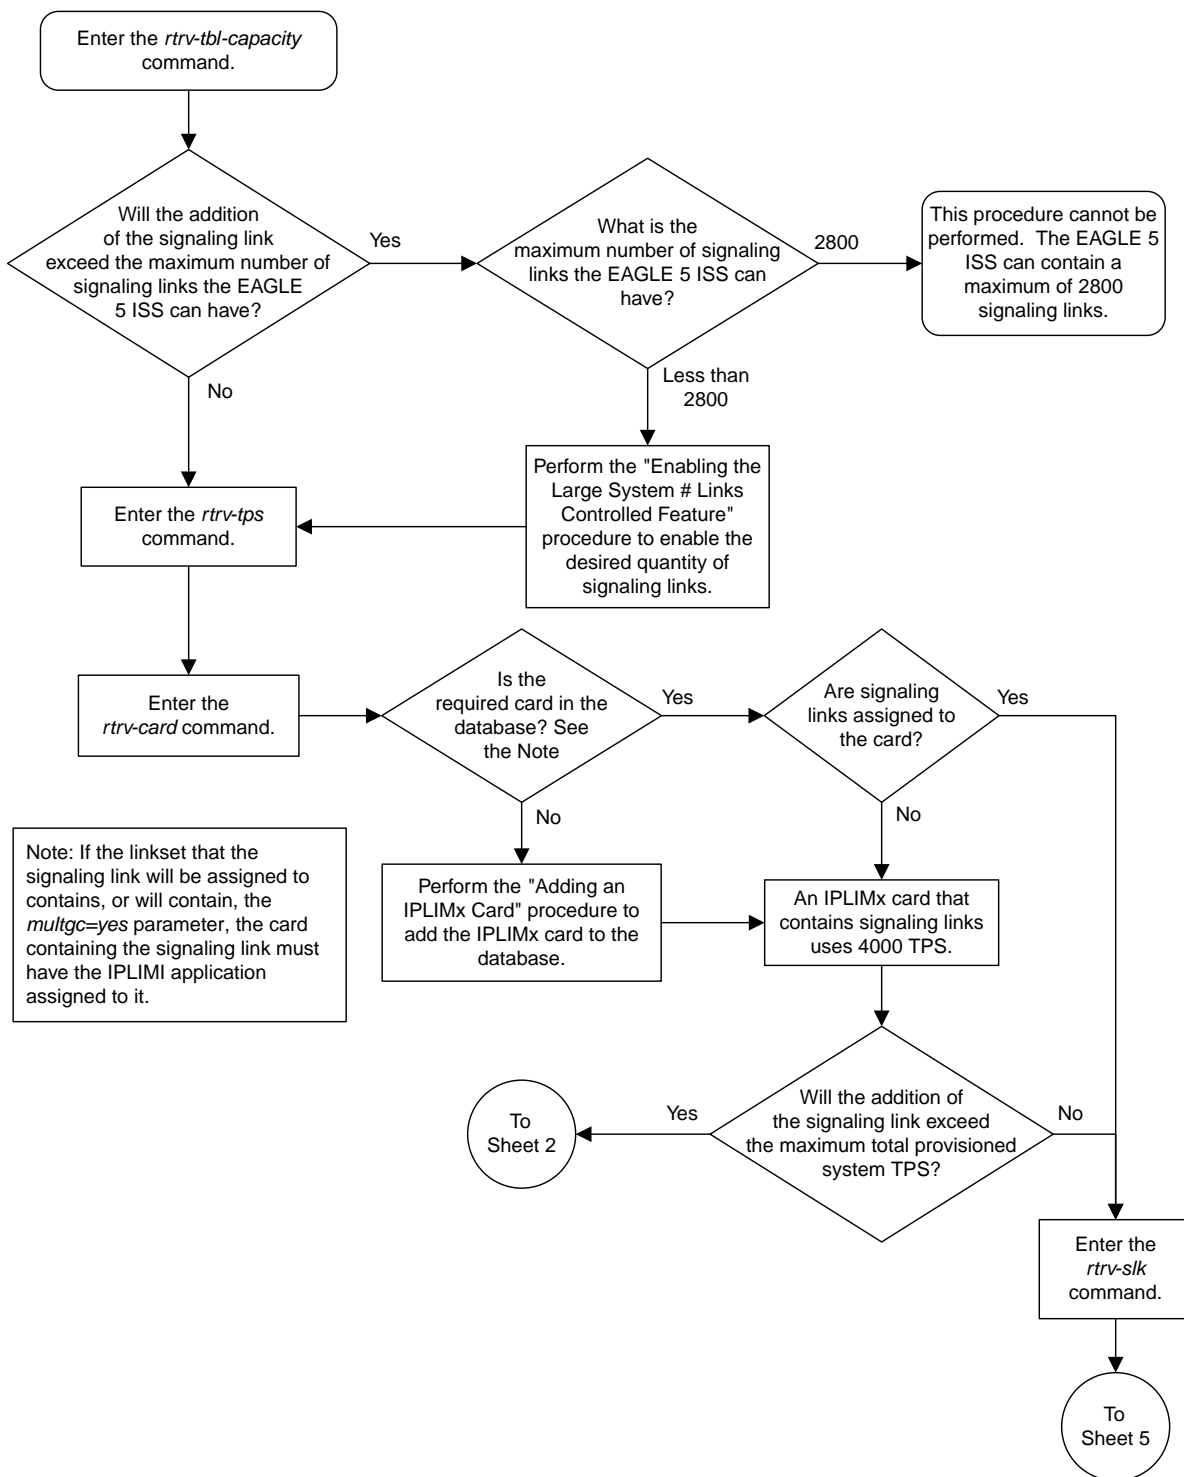 Enter the rtrv-tbl-capacity
command.
Will the addition
of the signaling link
exceed the maximum number of
signaling links the EAGLE
5 ISS can have?
Yes
What is the
maximum number of signaling
links the EAGLE 5 ISS can
have?
2800
This procedure cannot be
performed.  The EAGLE 5
ISS can contain a
maximum of 2800
signaling links.
No
Less than
2800
Enter the rtrv-tps
command.
Perform the "Enabling the
Large System # Links
Controlled Feature"
procedure to enable the
desired quantity of
signaling links.
Enter the
rtrv-card command.
Is the
required card in the
database? See
the Note
Yes
Are signaling
links assigned to
the card?
Yes
No
No
Note: If the linkset that the
signaling link will be assigned to
contains, or will contain, the
multgc=yes parameter, the card
containing the signaling link must
have the IPLIMI application
assigned to it.
Perform the "Adding an
IPLIMx Card" procedure to
add the IPLIMx card to the
database.
An IPLIMx card that
contains signaling links
uses 4000 TPS.
To
Sheet 2
Yes
Will the addition of
the signaling link exceed
the maximum total provisioned
system TPS?
No
Enter the
rtrv-slk
command.
To
Sheet 5